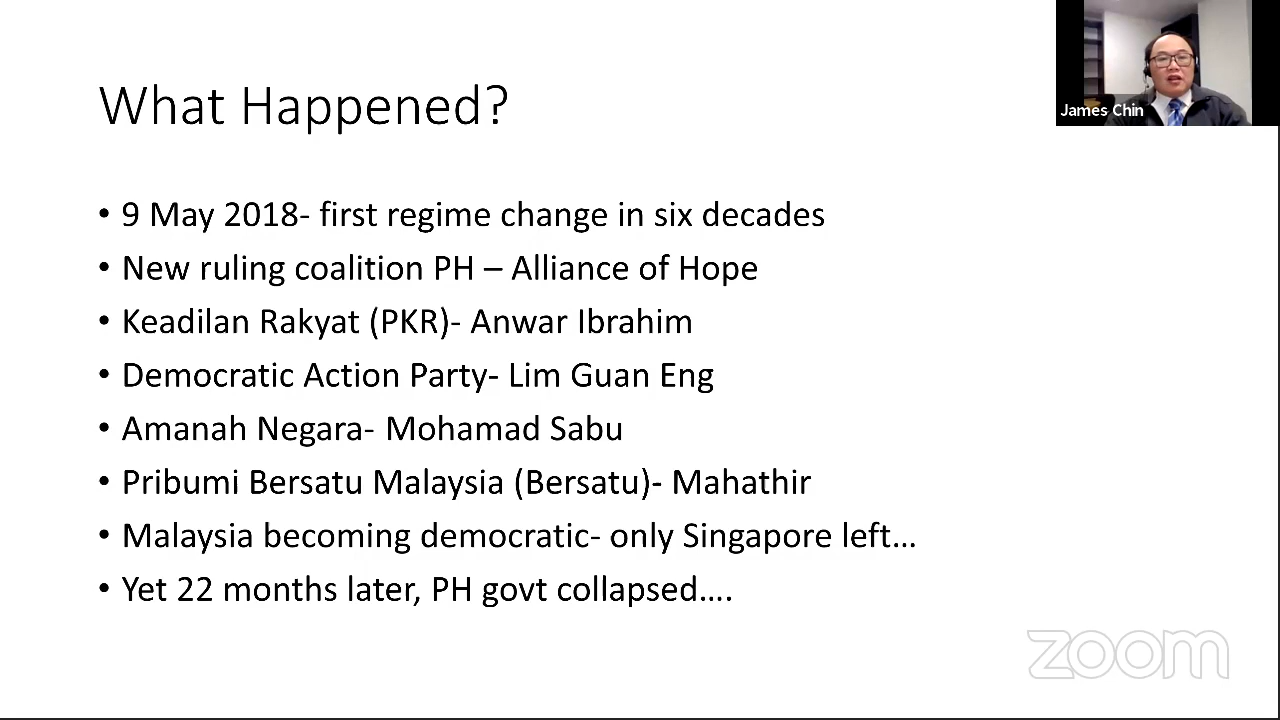 What Happened?
James Chin
• 9 May 2018- first regime change in six decades
• New ruling coalition PH – Alliance of Hope
• Keadilan Rakyat (PKR)- Anwar Ibrahim
• Democratic Action Party- Lim Guan Eng
• Amanah Negara- Mohamad Sabu
• Pribumi Bersatu Malaysia (Bersatu)- Mahathir
• Malaysia becoming democratic- only Singapore left…
• Yet 22 months later, PH govt collapsed….
zoom